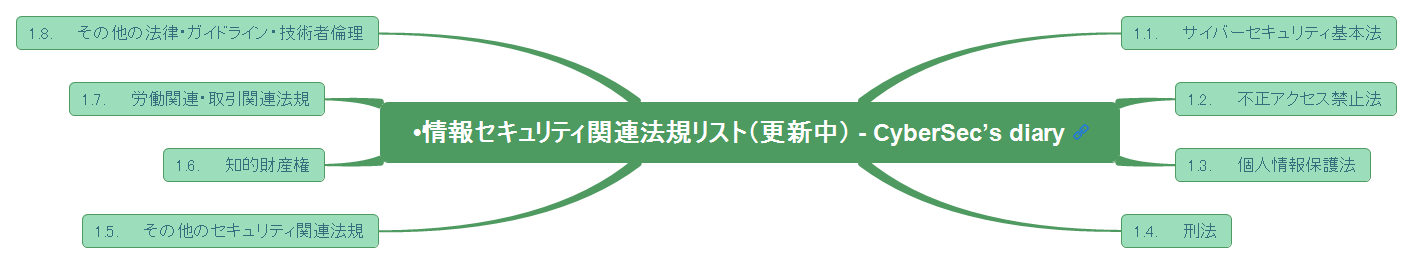 •情報セキュリティ関連法規リスト（更新中） - CyberSec’s diary
1.1. サイバーセキュリティ基本法
1.2. 不正アクセス禁止法
1.3. 個人情報保護法
1.4. 刑法
1.5. その他のセキュリティ関連法規
1.6. 知的財産権
1.7. 労働関連・取引関連法規
1.8. その他の法律・ガイドライン・技術者倫理